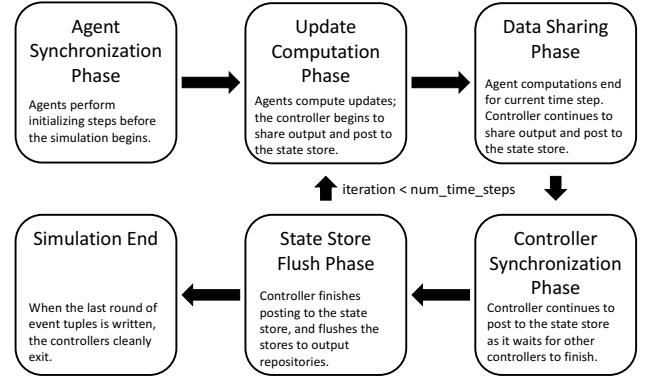 Agent
Synchronization
Phase
Agents perform
initializing steps before
the simulation begins.
Update
Computation
Phase
Agents compute updates;
the controller begins to
share output and post to
the state store.
Data Sharing
Phase
Agent computations end
for current time step.
Controller continues to
share output and post to
the state store.
iteration < num_time_steps
Simulation End
When the last round of
event tuples is written,
the controllers cleanly
exit.
State Store
Flush Phase
Controller finishes
posting to the state
store, and flushes the
stores to output
repositories.
Controller
Synchronization
Phase
Controller continues to
post to the state store
as it waits for other
controllers to finish.